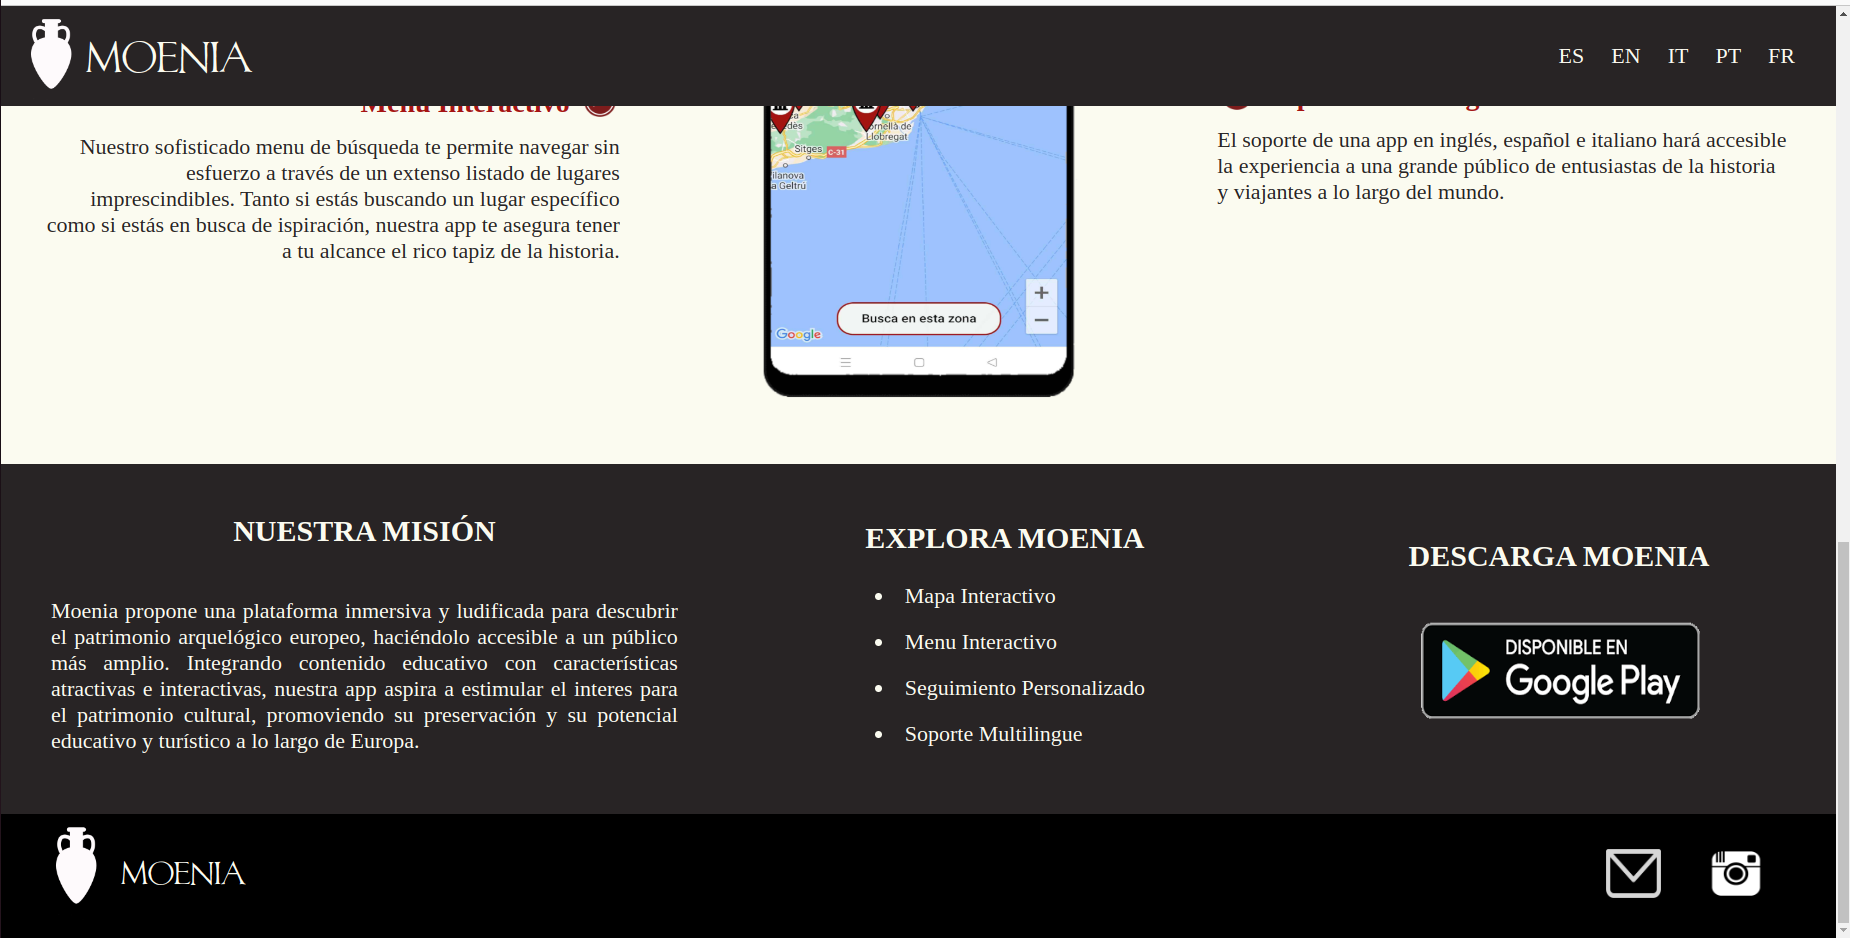 MOENIA
ES EN IT PT FR
Menu Interactivo
Nuestro sofisticado menu de búsqueda te permite navegar sin
esfuerzo a través de un extenso listado de lugares
imprescindibles. Tanto si estás buscando un lugar específico
como si estás en busca de ispiración, nuestra app te asegura tener
a tu alcance el rico tapiz de la historia.
ornellà de
Llobregat
Sitges
C-31
ilanova
a Geltrú
Busca en esta zona
Google
El soporte de una app en inglés, español e italiano hará accesible
la experiencia a una grande público de entusiastas de la historia
y viajantes a lo largo del mundo.
NUESTRA MISIÓN
Moenia propone una plataforma inmersiva y ludificada para descubrir
el patrimonio arquelógico europeo, haciéndolo accesible a un público
más amplio. Integrando contenido educativo con características
atractivas e interactivas, nuestra app aspira a estimular el interes para
el patrimonio cultural, promoviendo su preservación y su potencial
educativo y turístico a lo largo de Europa.
EXPLORA MOENIA
Mapa Interactivo
Menu Interactivo
Seguimiento Personalizado
Soporte Multilingue
DESCARGA MOENIA
DISPONIBLE EN
Google Play
MOENIA